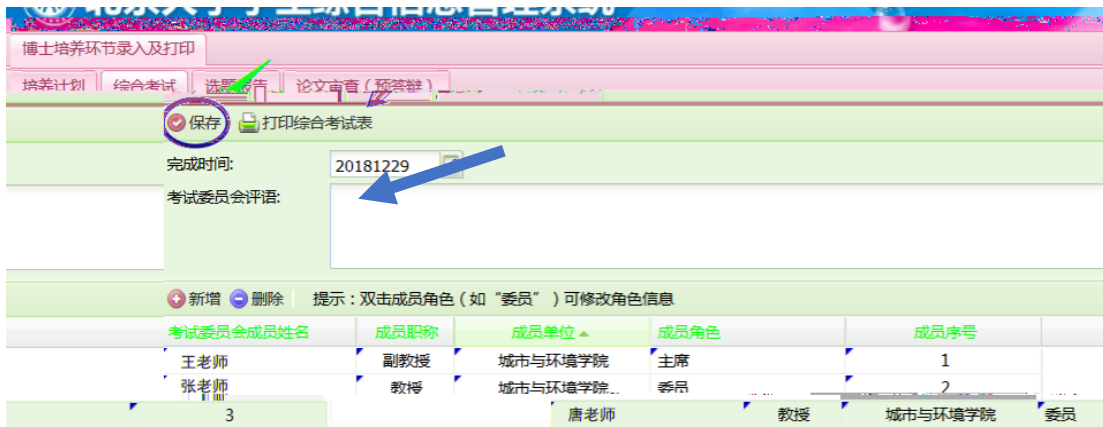 博士培养环节录入及打印
培养计划 综合考试 选题报告 论文审查(预答辩)
保存 打印综合考试表
完成时间: 20181229
考试委员会评语:
新增 删除 提示:双击成员角色(如“委员”)可修改角色信息
考试委员会成员姓名 成员职称 成员单位 成员角色 成员序号
王老师 副教授 城市与环境学院 主席 1
张老师 教授 城市与环境学院 委员 2
3 唐老师 教授 城市与环境学院 委员